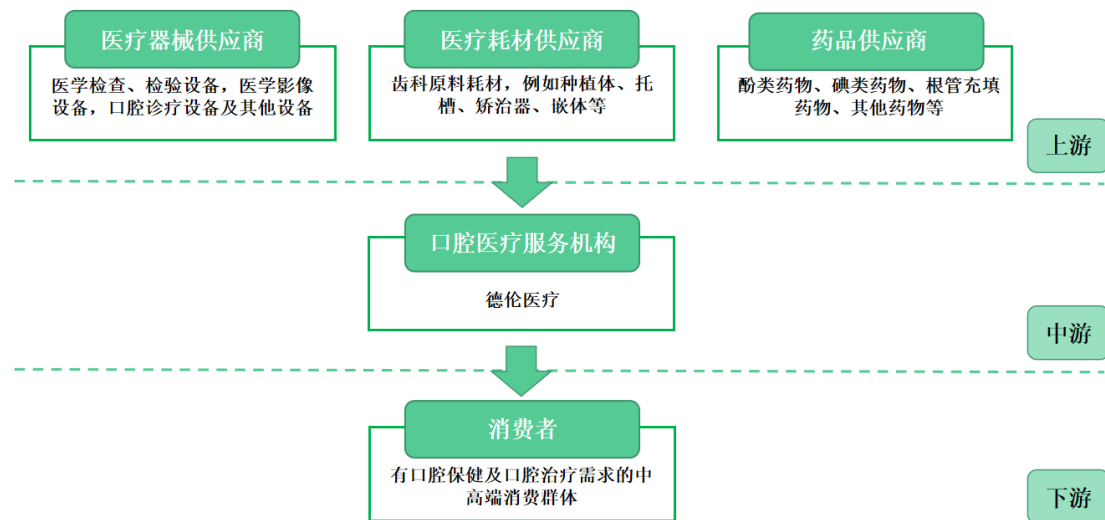 医疗器械供应商
医学检查、检验设备，医学影像
设备，口腔诊疗设备及其他设备
医疗耗材供应商
齿科原料耗材，例如种植体、托
槽、矫治器、嵌体等
药品供应商
酚类药物、碘类药物、根管充填
药物、其他药物等
上游
口腔医疗服务机构
德伦医疗
中游
消费者
有口腔保健及口腔治疗需求的中
高端消费群体
下游